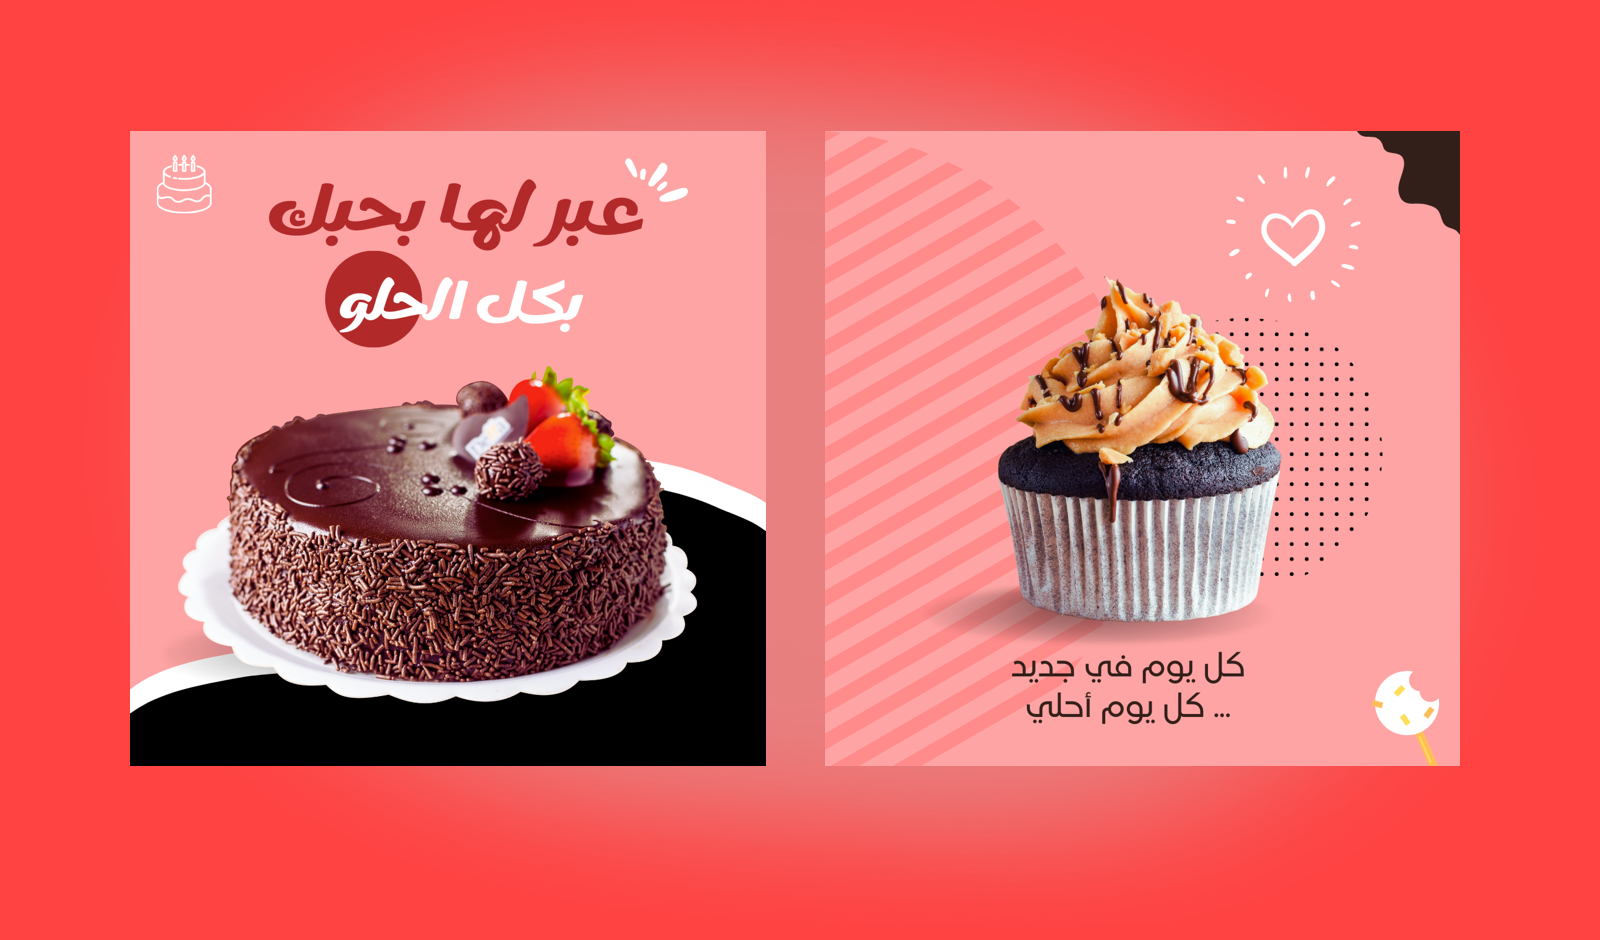 عبر لها بحبك
بكل الحلو
كل يوم في جديد
... كل يوم أحلي